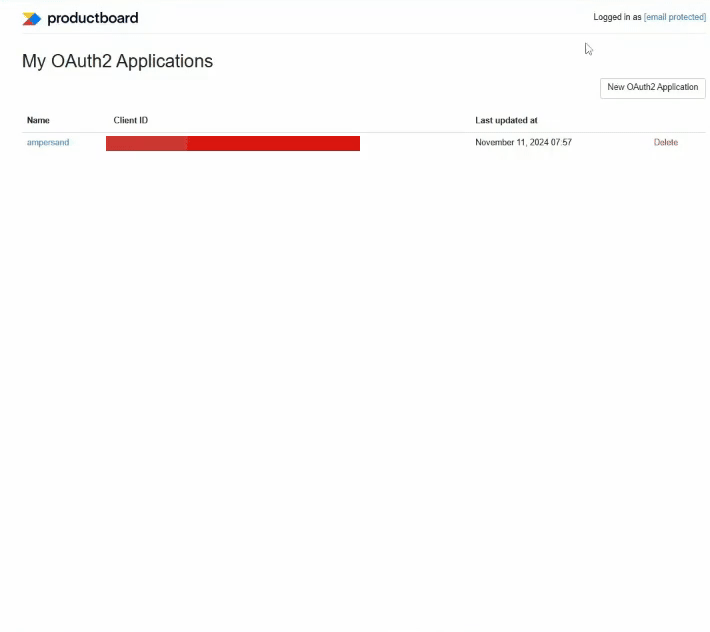 productboard
Logged in as [email protected]
My OAuth2 Applications
New OAuth2 Application
Name Client ID Last updated at
ampersand November 11, 2024 07:57 Delete